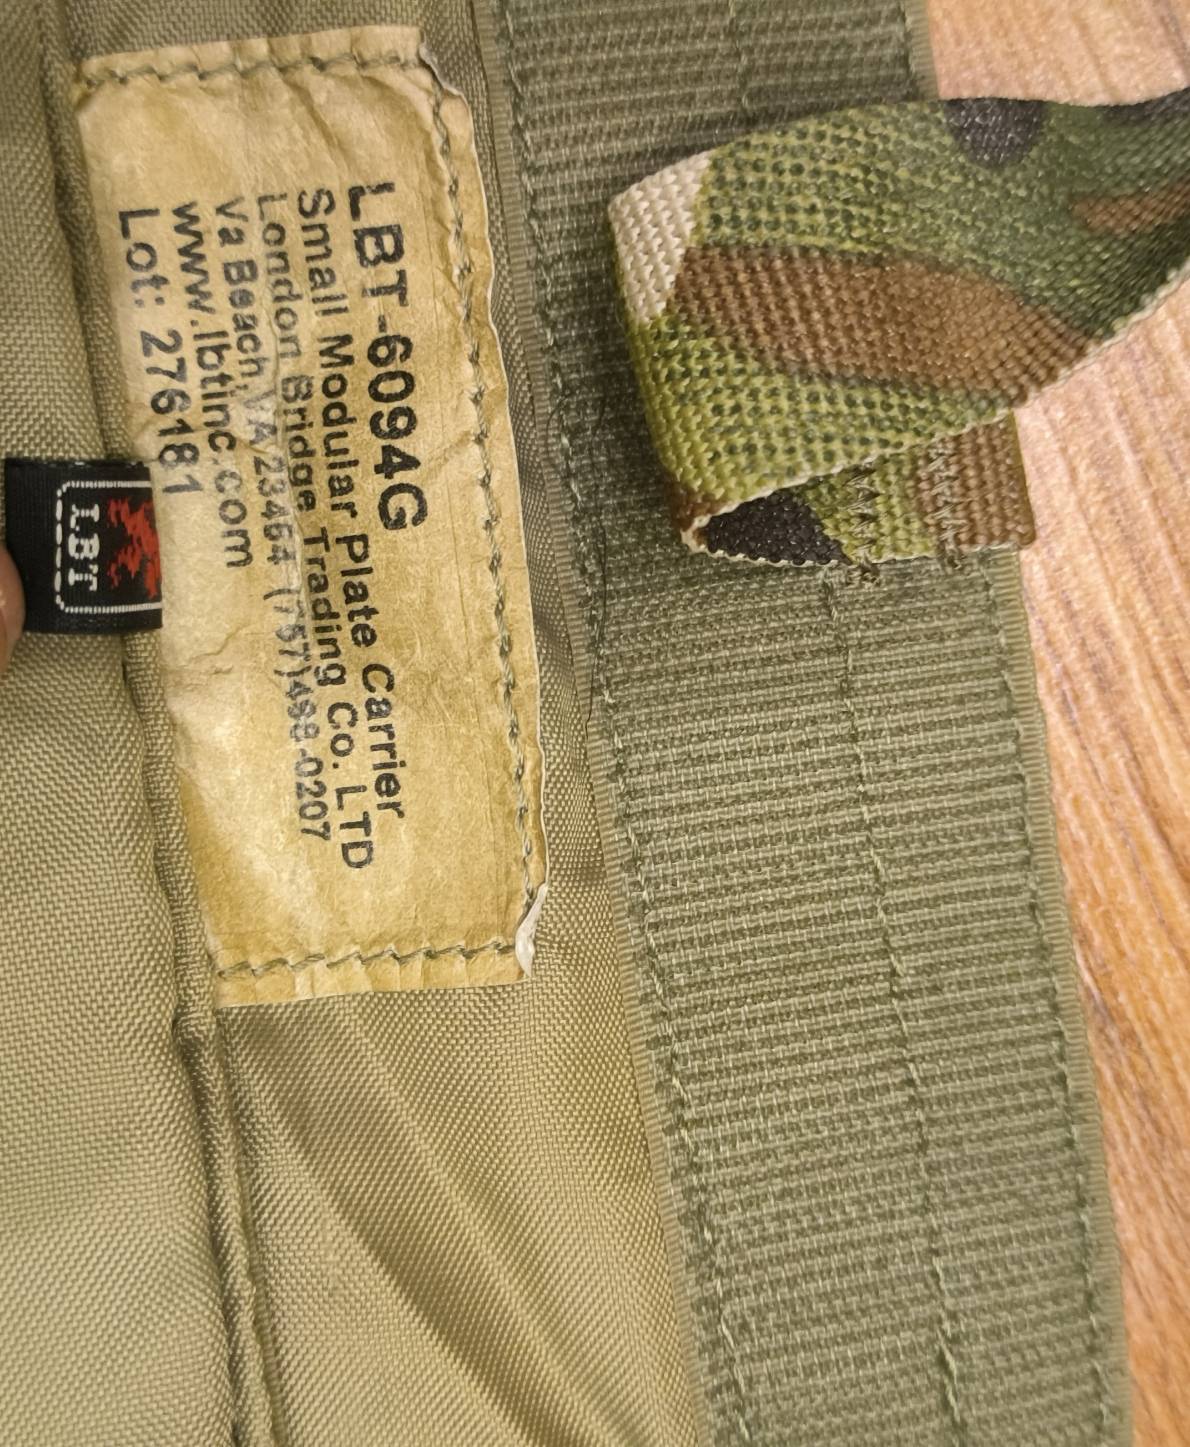 LBT-6094G
Small Modular Plate Carrier
London Bridge Trading Co. LTD
Va Beach, VA 23464 (757)498-0207
www.lbtinc.com
Lot: 276181
LBT